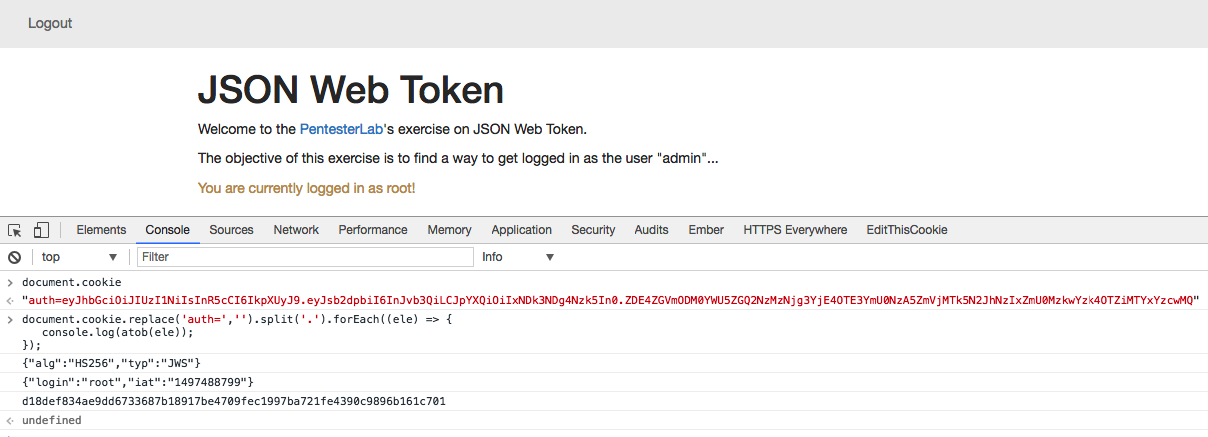 Logout
JSON Web Token
Welcome to the PentesterLab's exercise on JSON Web Token.
The objective of this exercise is to find a way to get logged in as the user "admin"...
You are currently logged in as root!
Elements Console Sources Network Performance Memory Application Security Audits Ember HTTPS Everywhere EditThisCookie
top ▼ Filter Info ▼
> document.cookie
"auth=eyJhbGciOiJIUzI1NiIsInR5cCI6IkpXUyJ9.eyJsb2dpbiI6InJvb3QiLCJpYXQiOiIxNDk3NDg4Nzk5In0.ZDE4ZGVmODM0YWU5ZGQ2NzMzNjg3YjE4OTE3YmU0NzA5ZmVjMTk5N2JhNzIxZmU0MzkwYzk4OTZiMTYxYzcwMQ"
> document.cookie.replace('auth=','').split('.').forEach((ele) => {
console.log(atob(ele));
});
{"alg":"HS256","typ":"JWS"}
{"login":"root","iat":"1497488799"}
d18def834ae9dd6733687b18917be4709fec1997ba721fe4390c9896b161c701
undefined